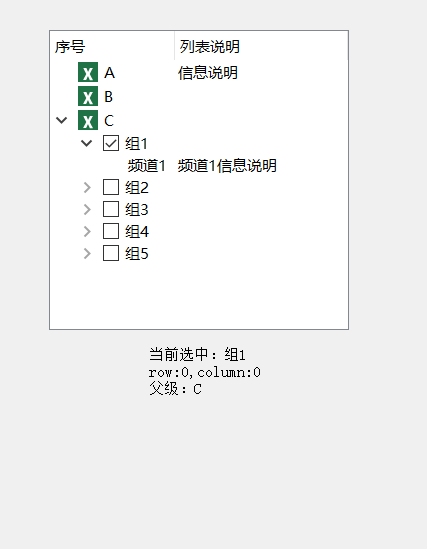 序号 列表说明
A 信息说明
B
C
组1
频道1 频道1信息说明
组2
组3
组4
组5
当前选中：组1
row:0,column:0
父级：C